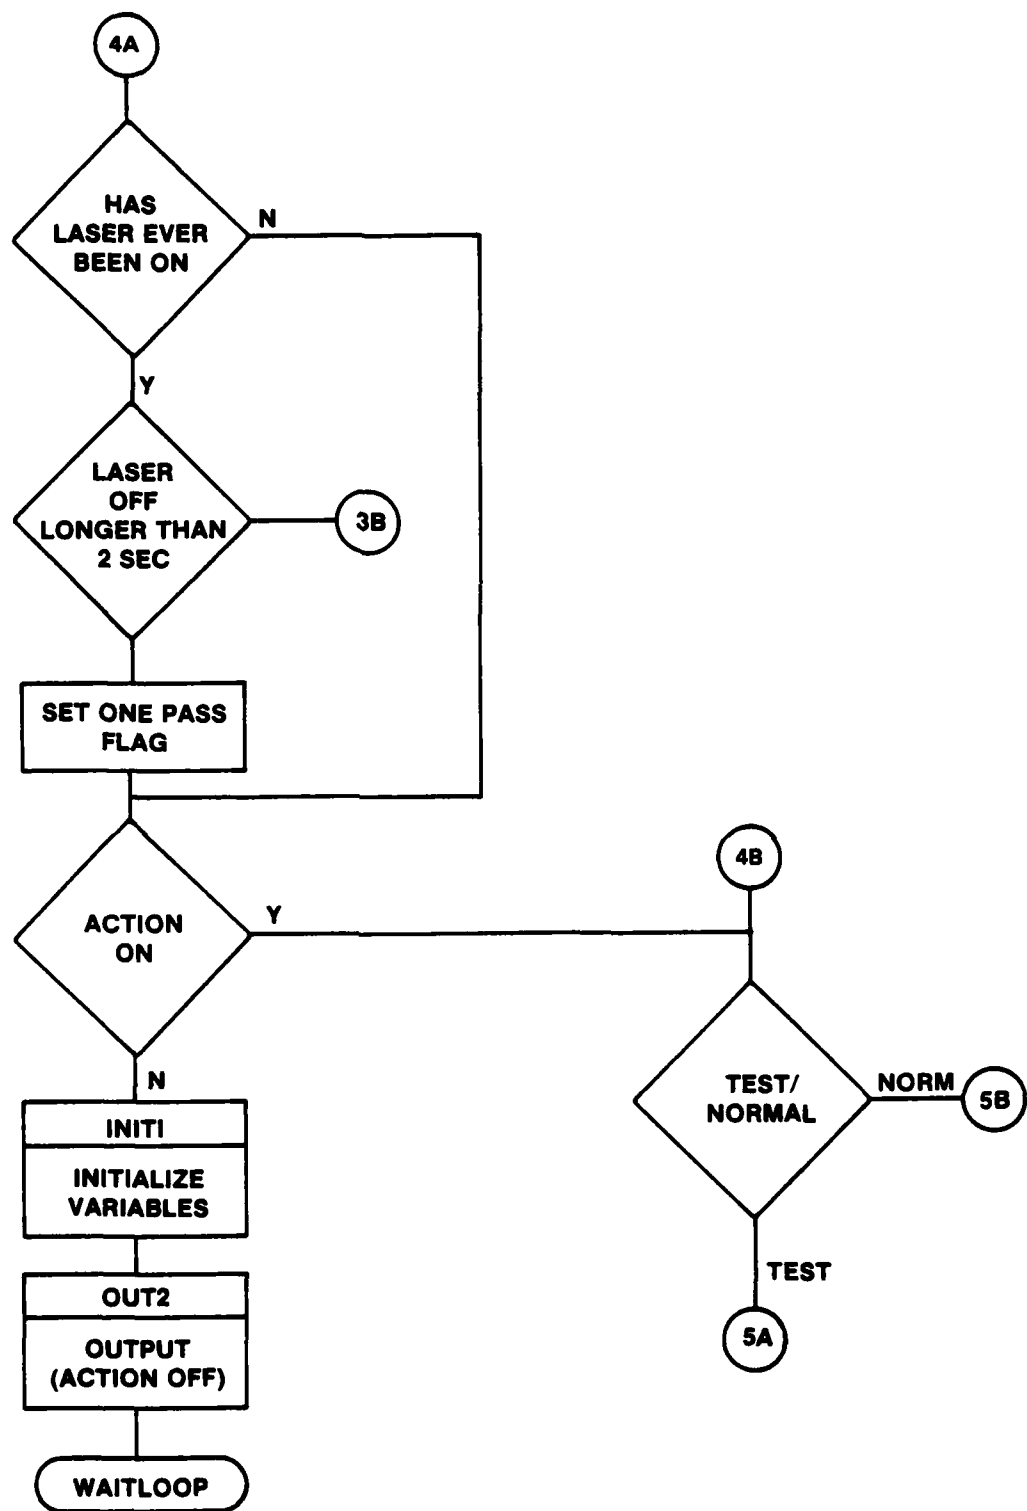 4A
HAS
LASER EVER
BEEN ON
N
Y
LASER
OFF
LONGER THAN
2 SEC
3B
SET ONE PASS
FLAG
ACTION
ON
Y
4B
N
TEST/
NORMAL
NORM
5B
TEST
5A
INITI
INITIALIZE
VARIABLES
OUT2
OUTPUT
(ACTION OFF)
WAITLOOP